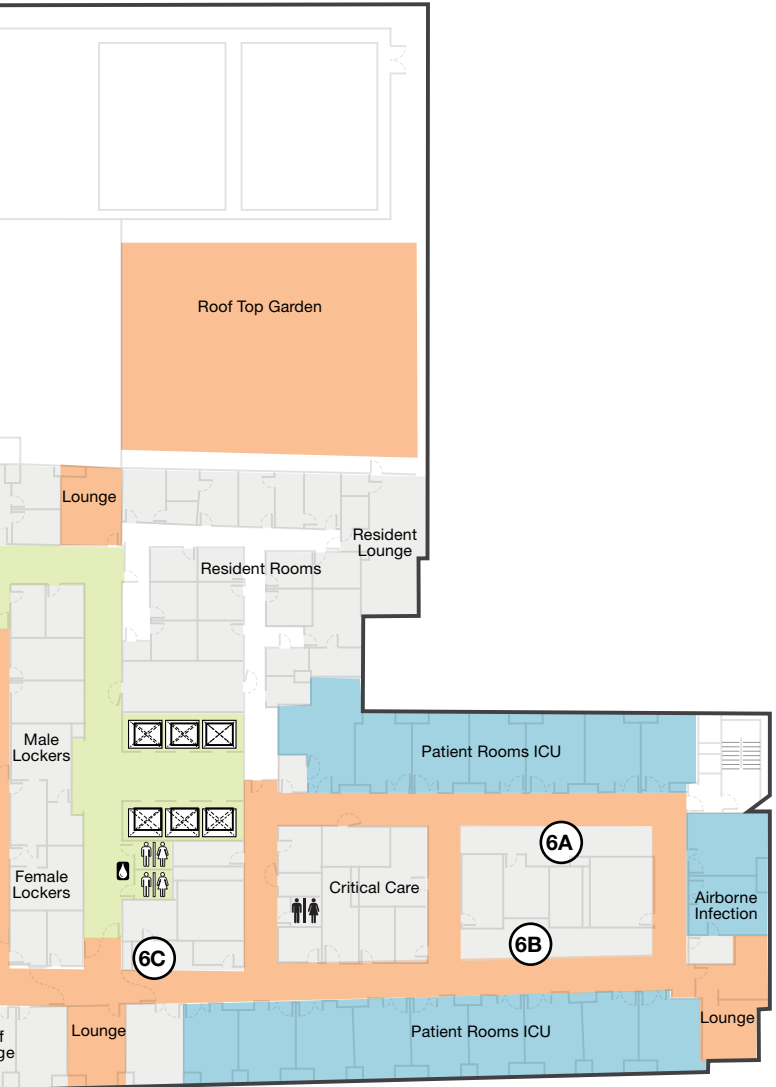 Roof Top Garden
Lounge
Resident
Lounge
Resident Rooms
Male
Lockers
Patient Rooms ICU
6A
Female
Lockers
Critical Care
Airborne
Infection
6B
6C
Lounge
Patient Rooms ICU
Lounge